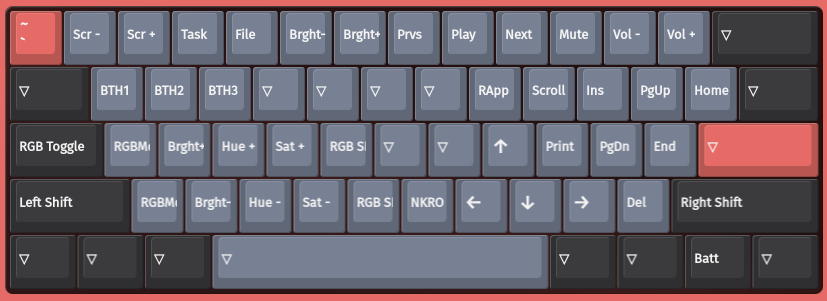 ~
`
Scr - Scr + Task File Brght- Brght+ Prvs Play Next Mute Vol - Vol + ▽
▽ BTH1 BTH2 BTH3 ▽ ▽ ▽ ▽ RApp Scroll Ins PgUp Home ▽
RGB Toggle RGBMo Brght+ Hue + Sat + RGB S ▽ ▽ ↑ Print PgDn End ▽
Left Shift RGBMo Brght- Hue - Sat - RGB S NKRO ← ↓ → Del Right Shift
▽ ▽ ▽ ▽ ▽ ▽ Batt ▽